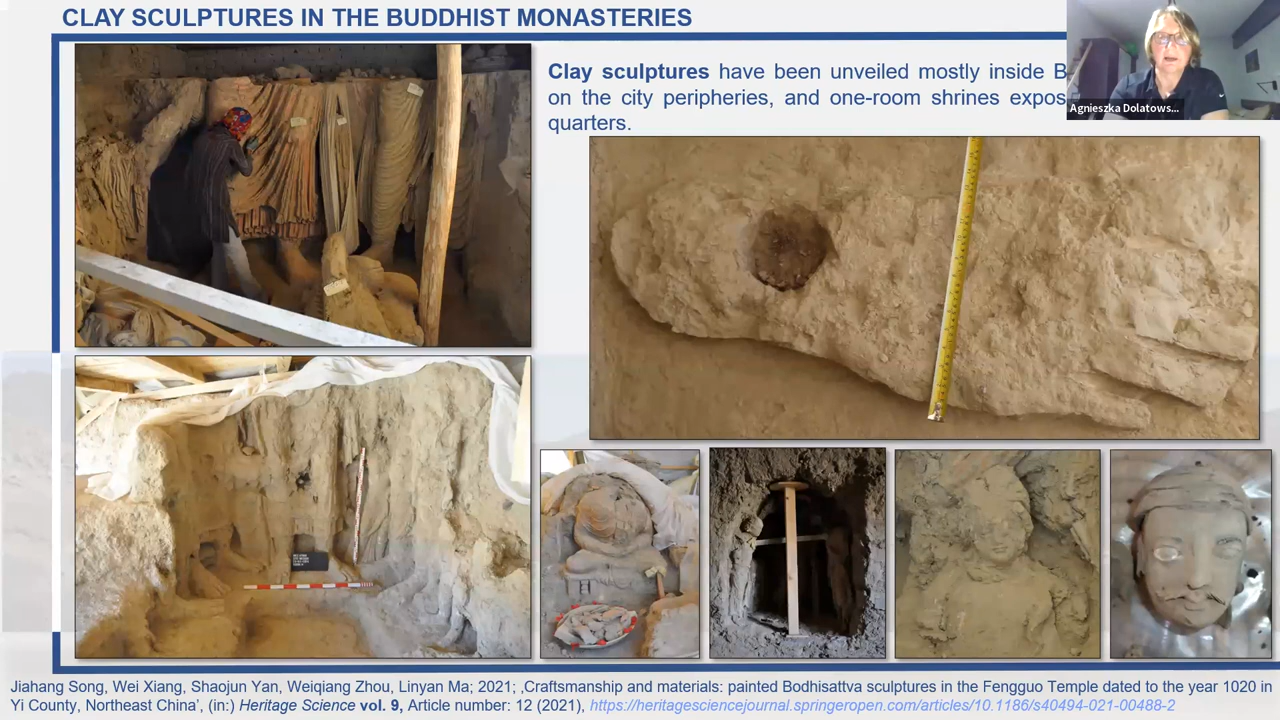 CLAY SCULPTURES IN THE BUDDHIST MONASTERIES
Clay sculptures have been unveiled mostly inside B
on the city peripheries, and one-room shrines expos
quarters.
Agnieszka Dolatows...
Jiahang Song, Wei Xiang, Shaojun Yan, Weiqiang Zhou, Linyan Ma; 2021; ‚Craftsmanship and materials: painted Bodhisattva sculptures in the Fengguo Temple dated to the year 1020 in
Yi County, Northeast China’, (in:) Heritage Science vol. 9, Article number: 12 (2021), https://heritagesciencejournal.springeropen.com/articles/10.1186/s40494-021-00488-2